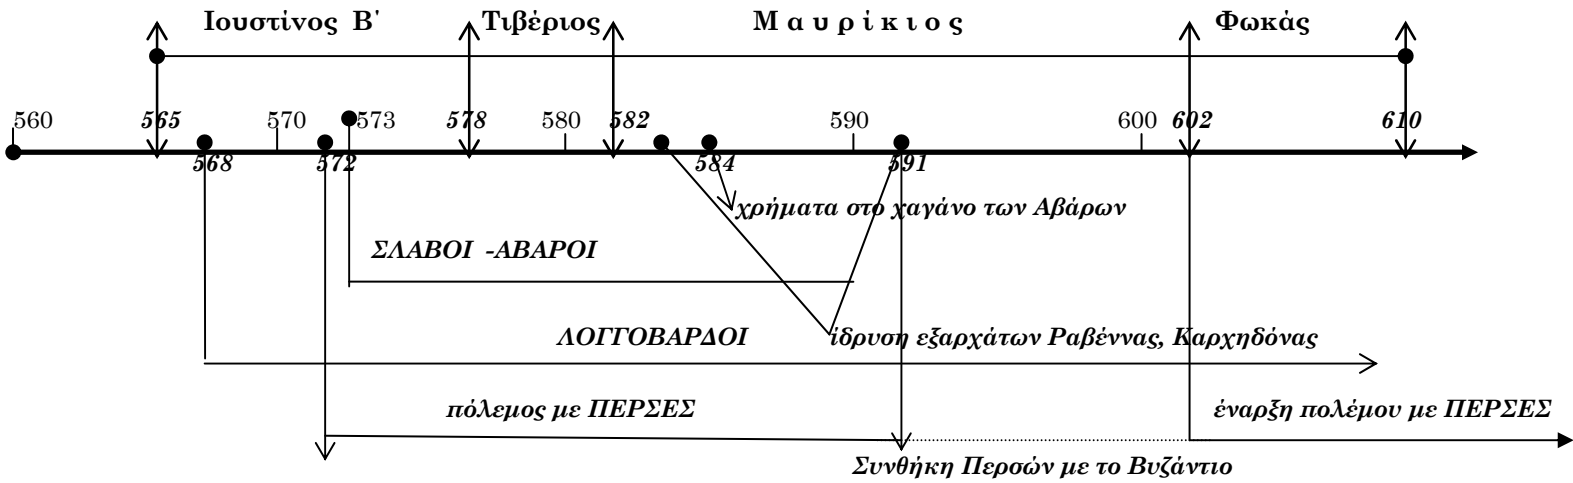 Ιουστίνος Β΄ Τιβέριος Μαυρίκιος Φωκάς
560 565 570 573 578 580 582 590 600 602 610
568 572 584 591
χρήματα στο χαγάνο των Αβάρων
ΣΛΑΒΟΙ -ΑΒΑΡΟΙ
ΛΟΓΓΟΒΑΡΔΟΙ ίδρυση εξαρχάτων Ραβέννας, Καρχηδόνας
πόλεμος με ΠΕΡΣΕΣ έναρξη πολέμου με ΠΕΡΣΕΣ
Συνθήκη Περσών με το Βυζάντιο